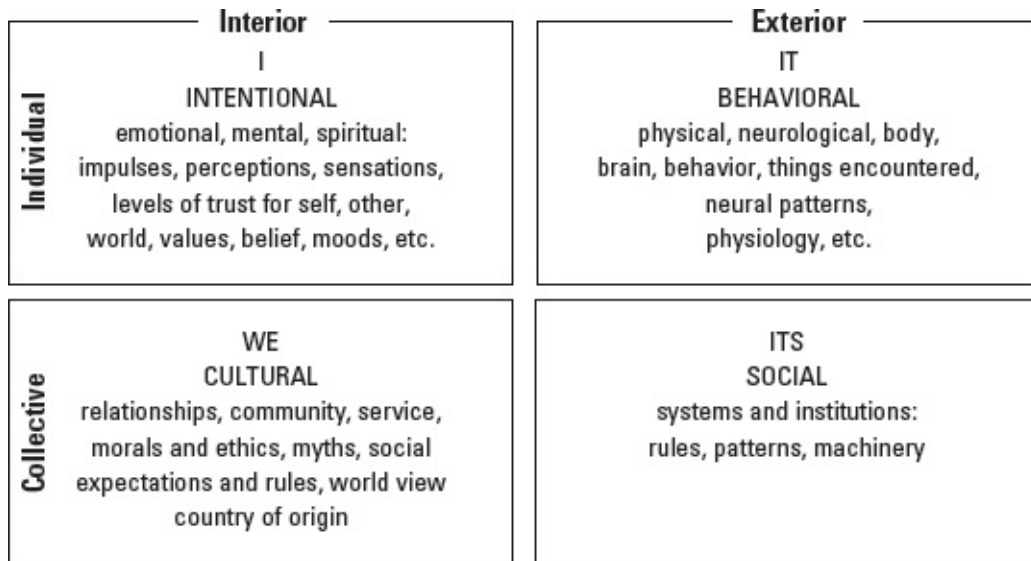 Interior
Exterior
Individual
I
INTENTIONAL
emotional, mental, spiritual:
impulses, perceptions, sensations,
levels of trust for self, other,
world, values, belief, moods, etc.
IT
BEHAVIORAL
physical, neurological, body,
brain, behavior, things encountered,
neural patterns,
physiology, etc.
Collective
WE
CULTURAL
relationships, community, service,
morals and ethics, myths, social
expectations and rules, world view
country of origin
ITS
SOCIAL
systems and institutions:
rules, patterns, machinery